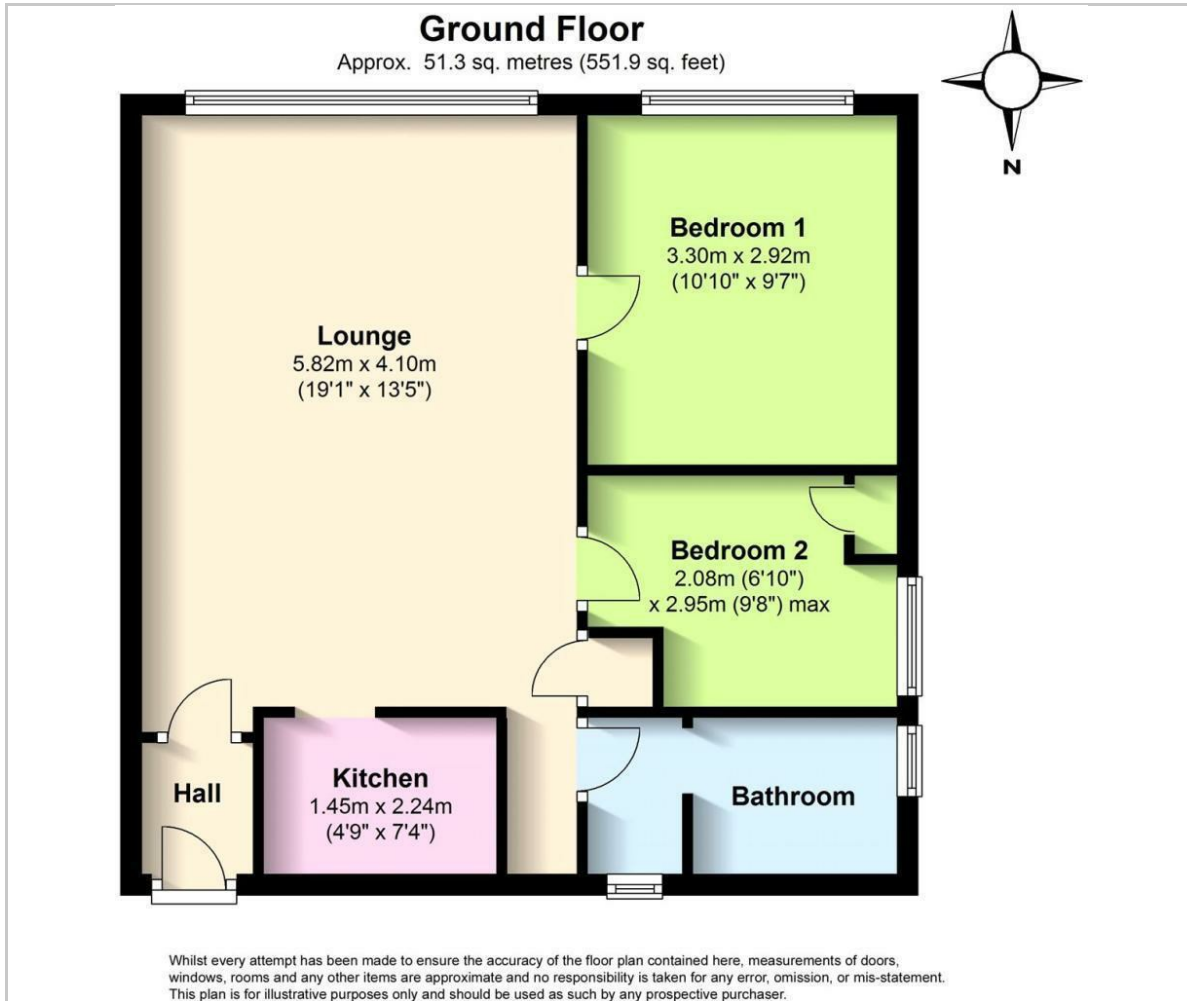 Ground Floor
Approx. 51.3 sq. metres (551.9 sq. feet)
N
Bedroom 1
3.30m x 2.92m
(10'10" x 9'7")
Lounge
5.82m x 4.10m
(19'1" x 13'5")
Bedroom 2
2.08m (6'10")
x 2.95m (9'8") max
Hall
Kitchen
1.45m x 2.24m
(4'9" x 7'4")
Bathroom
Whilst every attempt has been made to ensure the accuracy of the floor plan contained here, measurements of doors,
windows, rooms and any other items are approximate and no responsibility is taken for any error, omission, or mis-statement.
This plan is for illustrative purposes only and should be used as such by any prospective purchaser.